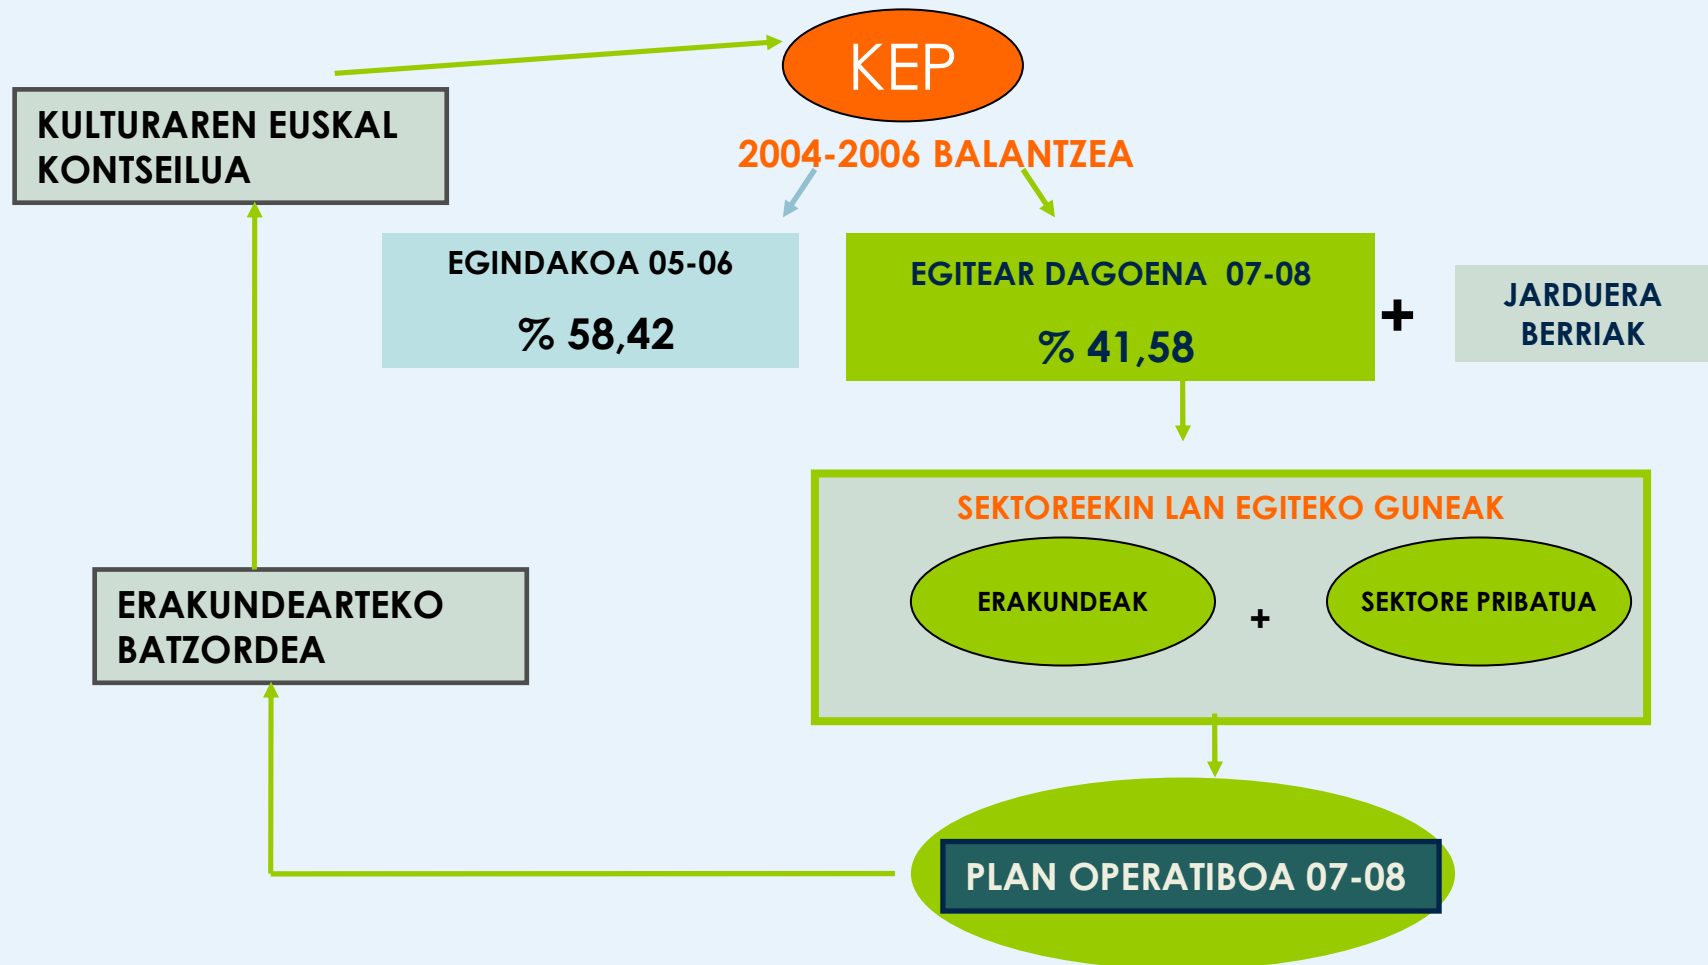 KEP
KULTURAREN EUSKAL
KONTSEILUA
2004-2006 BALANTZEA
EGINDAKOA 05-06
% 58,42
EGITEAR DAGOENA 07-08
% 41,58
+
JARDUERA
BERRIAK
SEKTOREEKIN LAN EGITEKO GUNEAK
ERAKUNDEAK
+
SEKTORE PRIBATUA
ERAKUNDEARTEKO
BATZORDEA
PLAN OPERATIBOA 07-08